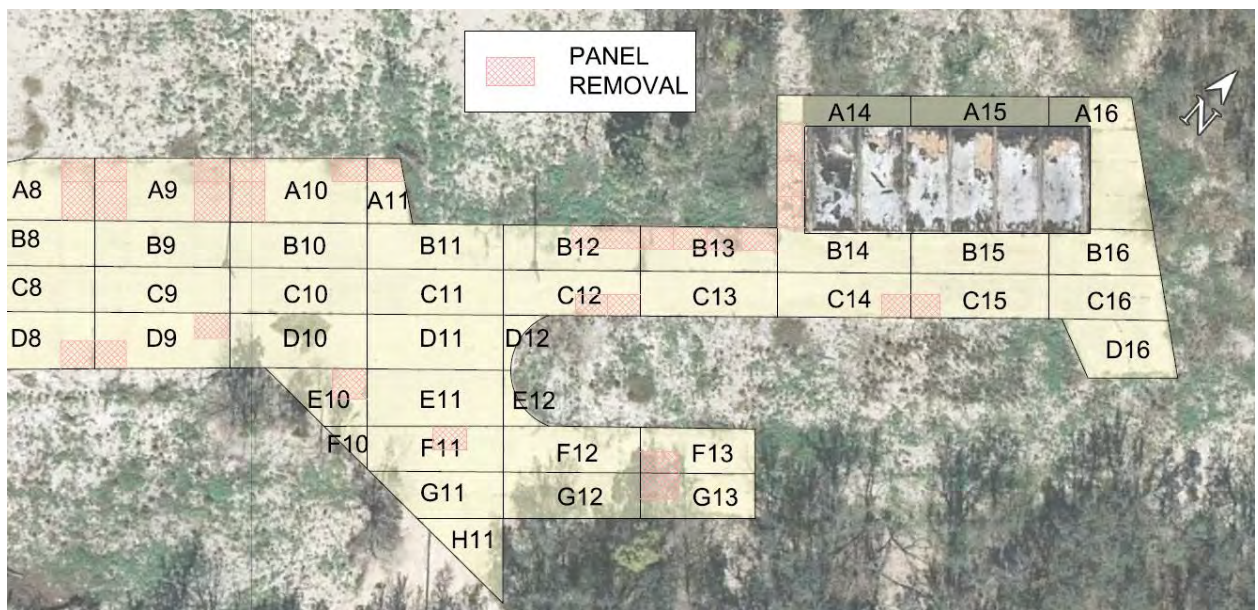 PANEL
REMOVAL
N
A14 A15 A16
A8 A9 A10 A11
B8 B9 B10 B11 B12 B13 B14 B15 B16
C8 C9 C10 C11 C12 C13 C14 C15 C16
D8 D9 D10 D11 D12 D16
E10 E11 E12
F10 F11 F12 F13
G11 G12 G13
H11